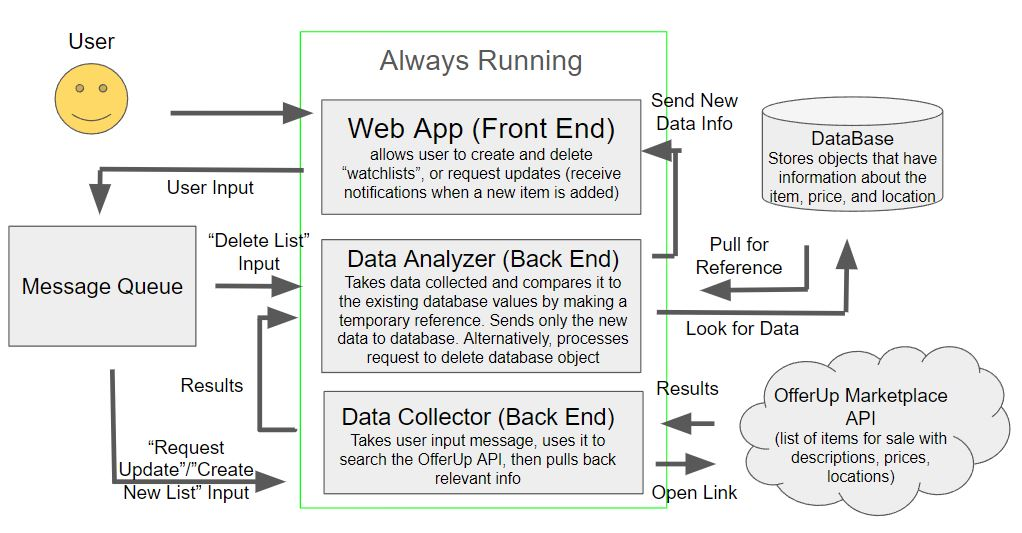 User
Always Running
Web App (Front End)
allows user to create and delete
“watchlists”, or request updates (receive
notifications when a new item is added)
Send New
Data Info
DataBase
Stores objects that have
information about the
item, price, and location
User Input
Message Queue
“Delete List”
Input
Data Analyzer (Back End)
Takes data collected and compares it to
the existing database values by making a
temporary reference. Sends only the new
data to database. Alternatively, processes
request to delete database object
Pull for
Reference
Look for Data
Results
Data Collector (Back End)
Takes user input message, uses it to
search the OfferUp API, then pulls back
relevant info
“Request
Update”/”Create
New List” Input
Results
Open Link
OfferUp Marketplace
API
(list of items for sale with
descriptions, prices,
locations)